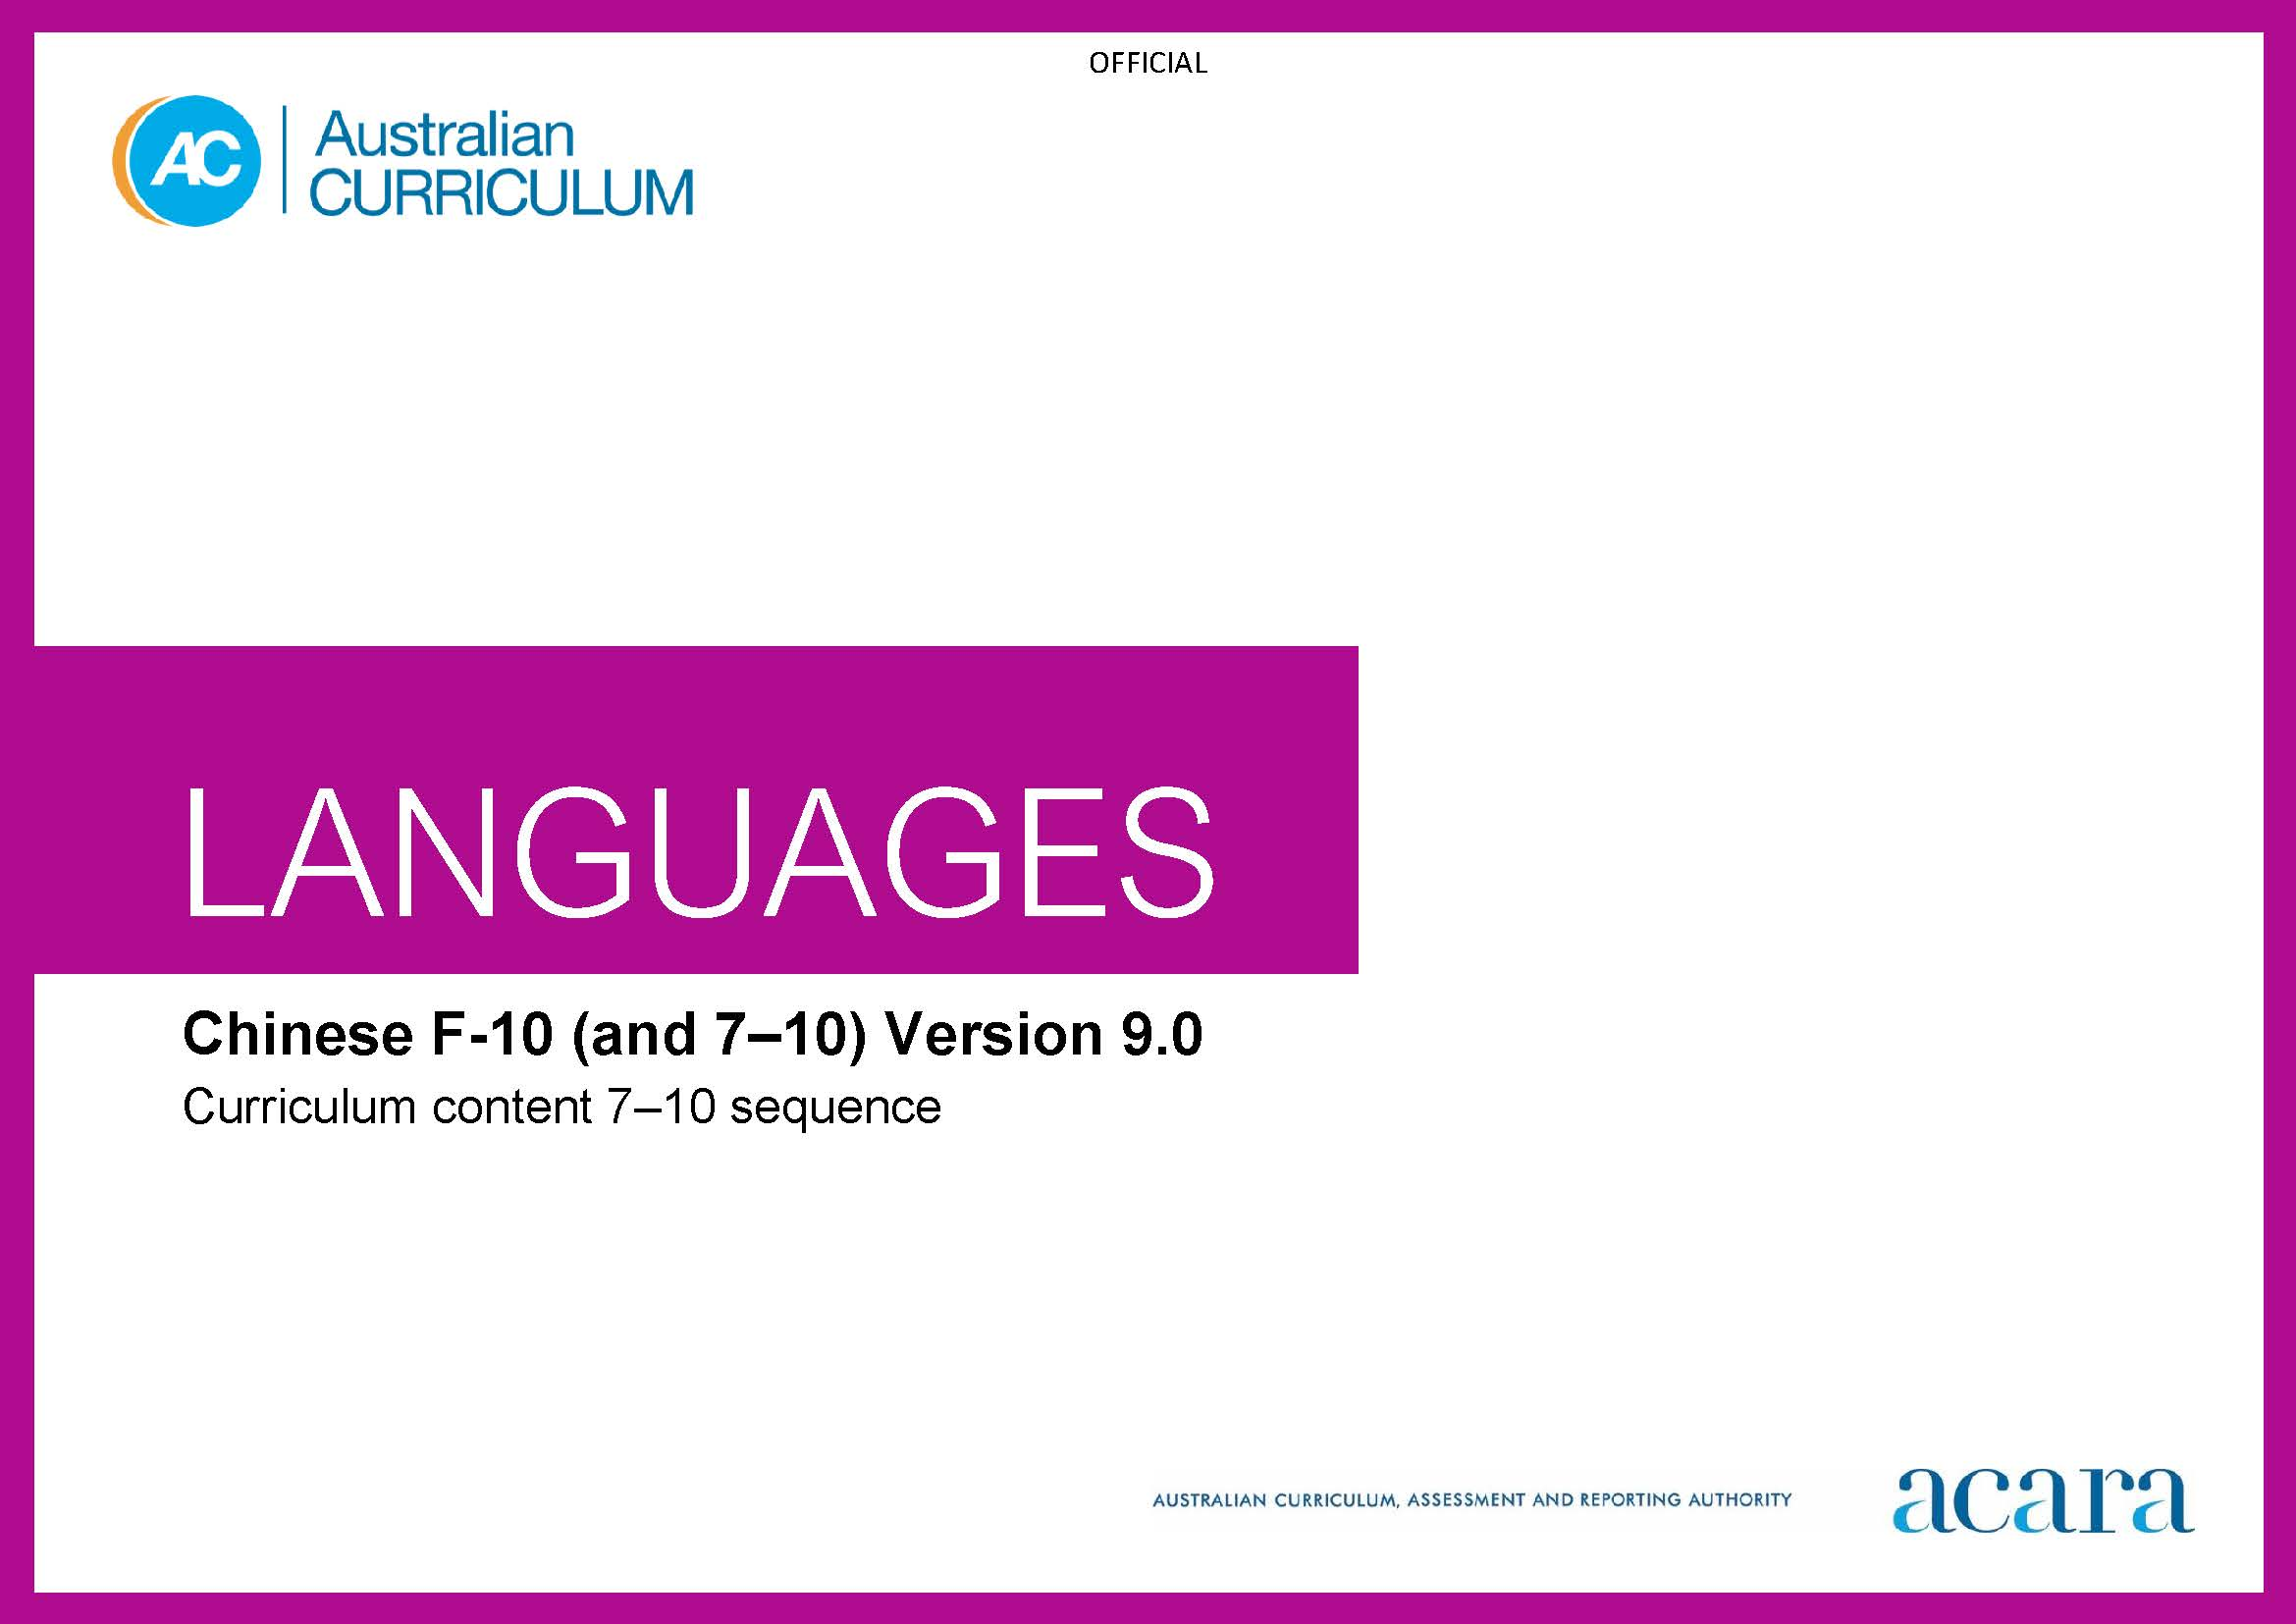 OFFICIAL
AC
Australian
CURRICULUM
LANGUAGES
Chinese F-10 (and 7–10) Version 9.0
Curriculum content 7–10 sequence
AUSTRALIAN CURRICULUM, ASSESSMENT AND REPORTING AUTHORITY
acara